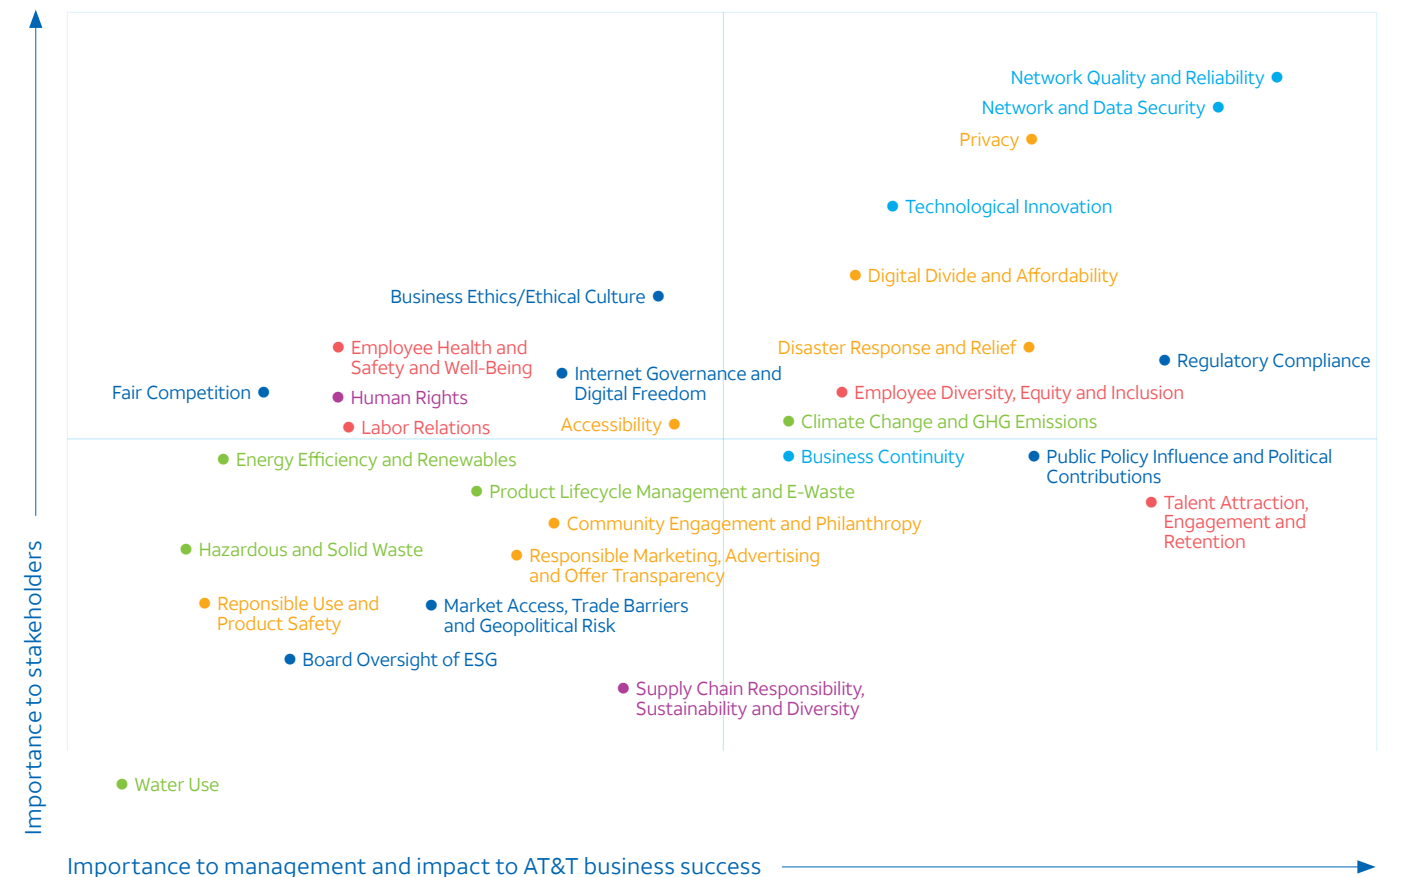 Network Quality and Reliability
Network and Data Security
Privacy
Technological Innovation
Digital Divide and Affordability
Business Ethics/Ethical Culture
Employee Health and
Safety and Well-Being
Disaster Response and Relief
Regulatory Compliance
Internet Governance and
Digital Freedom
Fair Competition
Human Rights
Employee Diversity, Equity and Inclusion
Labor Relations
Accessibility
Climate Change and GHG Emissions
Energy Efficiency and Renewables
Business Continuity
Public Policy Influence and Political
Contributions
Product Lifecycle Management and E-Waste
Talent Attraction,
Engagement and
Retention
Community Engagement and Philanthropy
Hazardous and Solid Waste
Responsible Marketing, Advertising
and Offer Transparency
Reponsible Use and
Product Safety
Market Access, Trade Barriers
and Geopolitical Risk
Board Oversight of ESG
Supply Chain Responsibility,
Sustainability and Diversity
Water Use
Importance to stakeholders
Importance to management and impact to AT&T business success